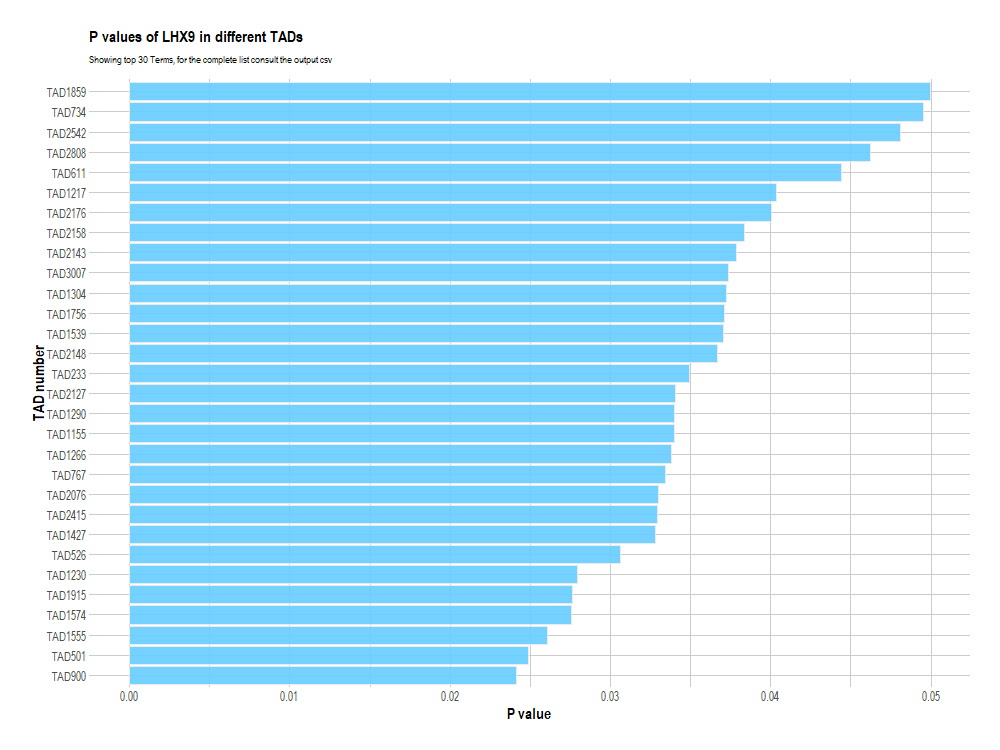 P values of LHX9 in different TADs
Showing top 30 Terms, for the complete list consult the output csv
TAD1859
TAD734
TAD2542
TAD2808
TAD611
TAD1217
TAD2176
TAD2158
TAD2143
TAD3007
TAD1304
TAD1756
TAD1539
TAD2148
TAD233
TAD2127
TAD1290
TAD1155
TAD1266
TAD767
TAD2076
TAD2415
TAD1427
TAD526
TAD1230
TAD1915
TAD1574
TAD1555
TAD501
TAD900
TAD number
0.00 0.01 0.02 0.03 0.04 0.05
P value